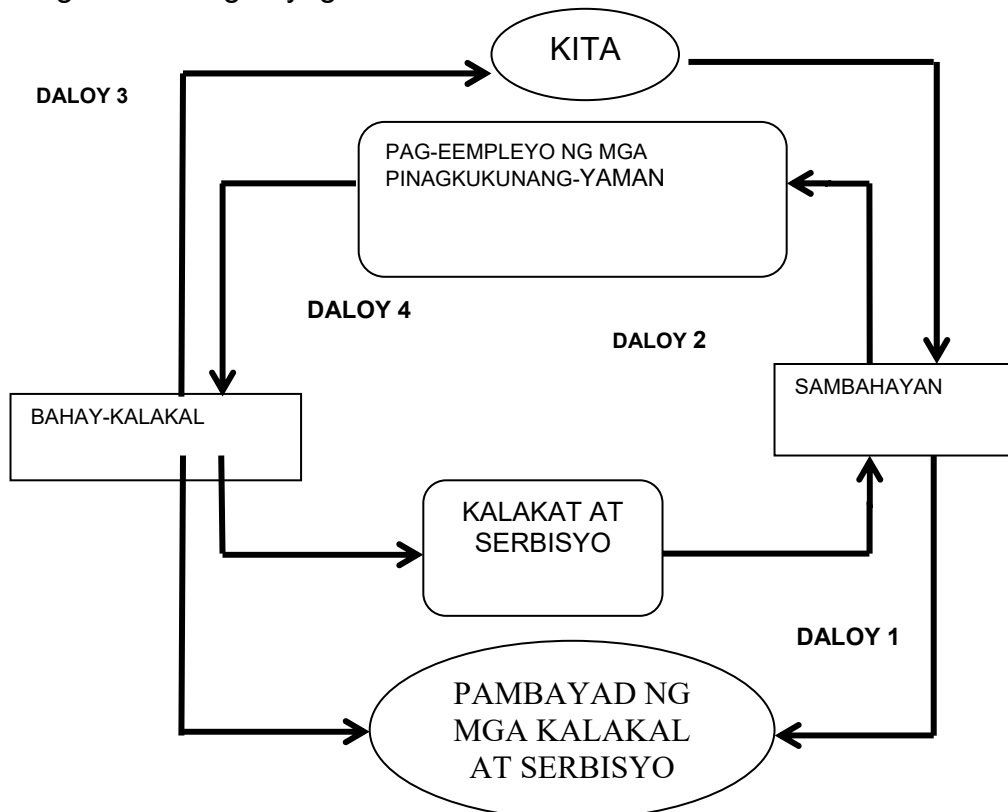 KITA
DALOY 3
PAG-EEMPLEYO NG MGA
PINAGKUKUNANG-YAMAN
DALOY 4
DALOY 2
SAMBAHAYAN
BAHAY-KALAKAL
KALAKAT AT
SERBISYO
DALOY 1
PAMBAYAD NG
MGA KALAKAL
AT SERBISYO